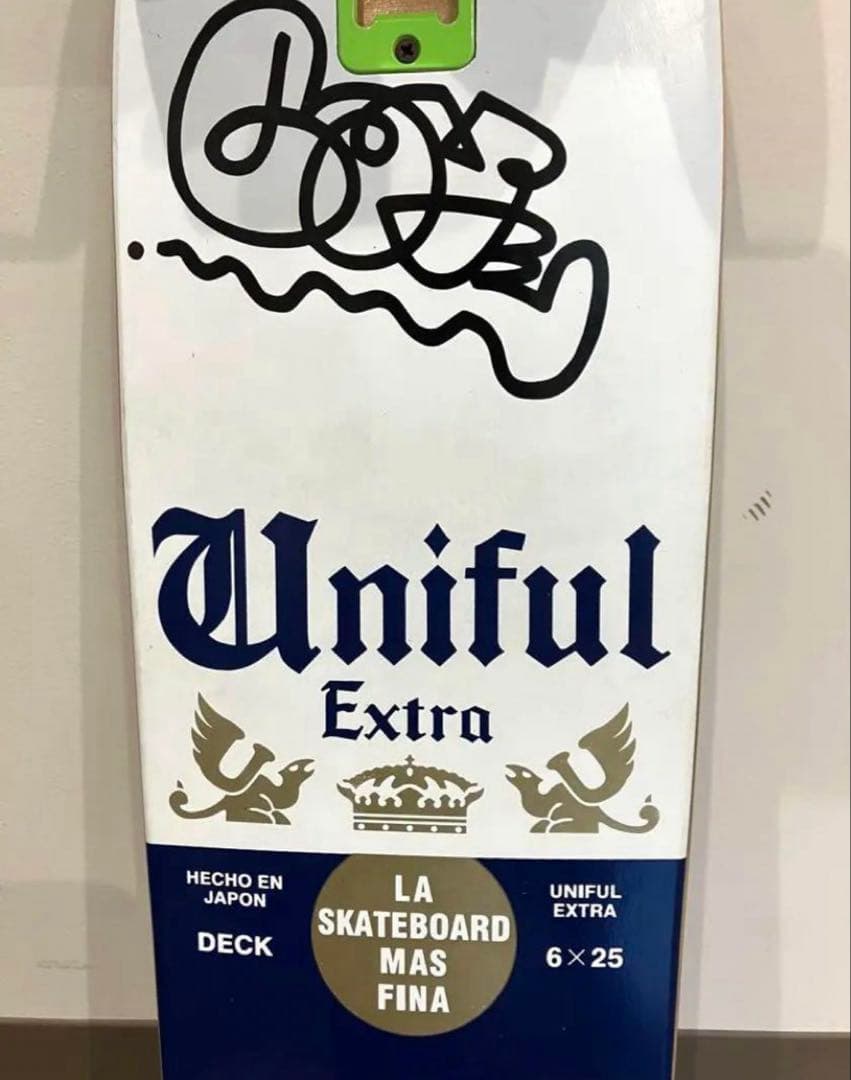 Uniful
Extra
HECHO EN
JAPON
DECK
LA
SKATEBOARD
MAS
FINA
UNIFUL
EXTRA
6×25